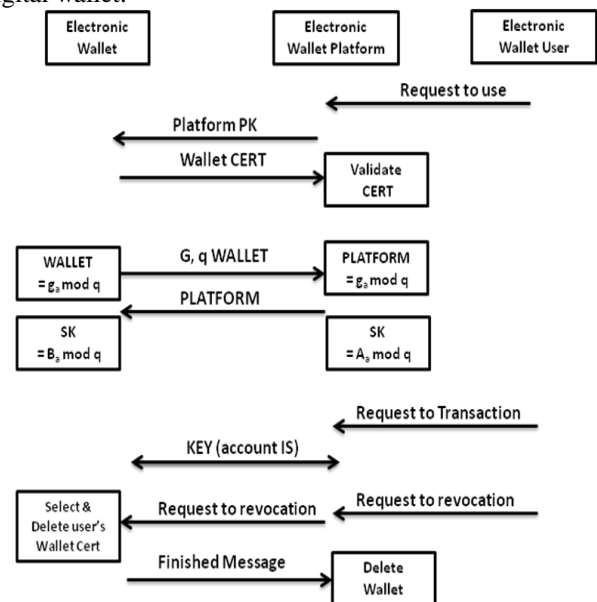 gital wallet.
Electronic
Wallet
Electronic
Wallet Platform
Electronic
Wallet User
Request to use
Platform PK
Wallet CERT
Validate
CERT
WALLET
= gₐ mod q
G, q WALLET
PLATFORM
= gₐ mod q
PLATFORM
SK
= Bₐ mod q
SK
= Aₐ mod q
Request to Transaction
KEY (account IS)
Select &
Delete user's
Wallet Cert
Request to revocation
Request to revocation
Finished Message
Delete
Wallet